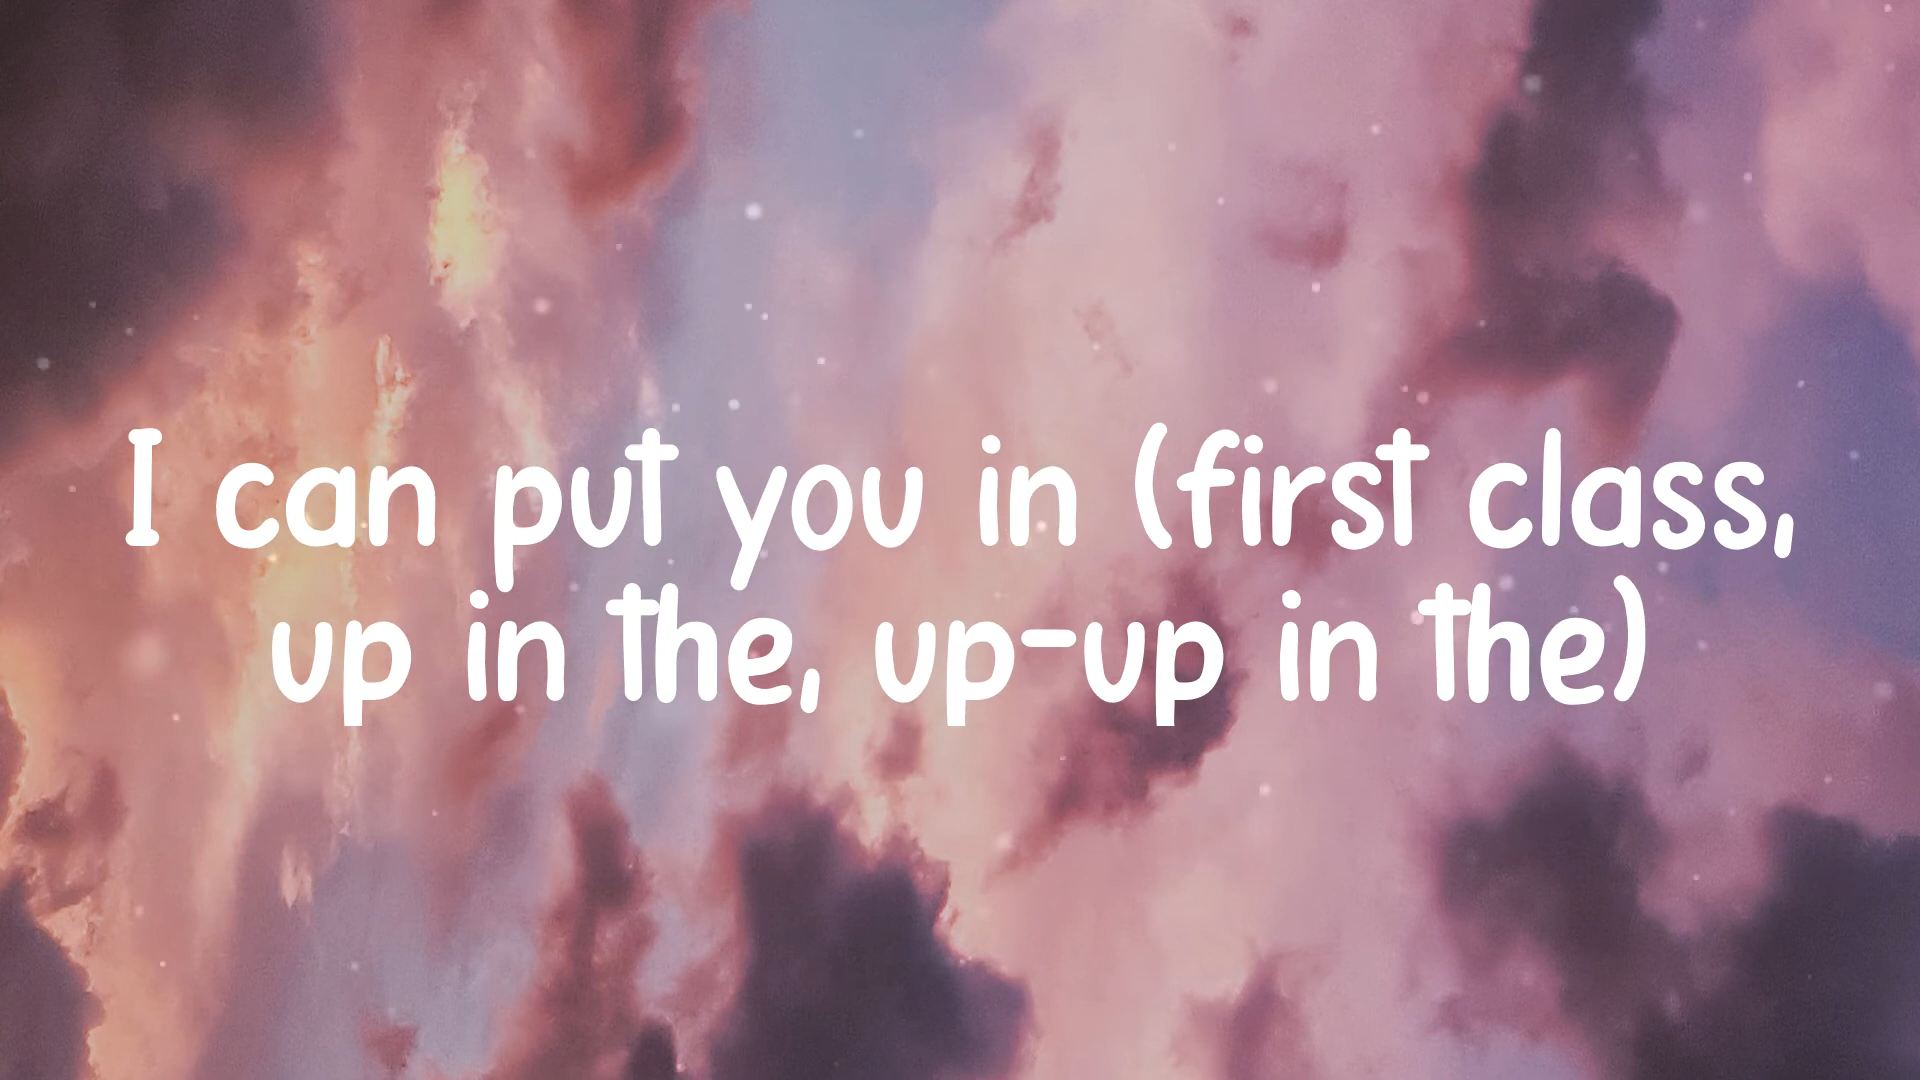 I can put you in (first class,
up in the, up-up in the)